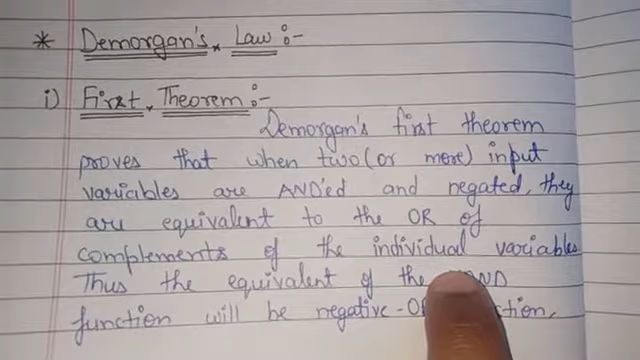 * Demorgan's Law :-
i) First Theorem :-
Demorgan's first theorem
proves that when two (or more) input
variables are AND'ed and negated, they
are equivalent to the OR of
complements of the individual variables
Thus the equivalent of the
function will be negative -